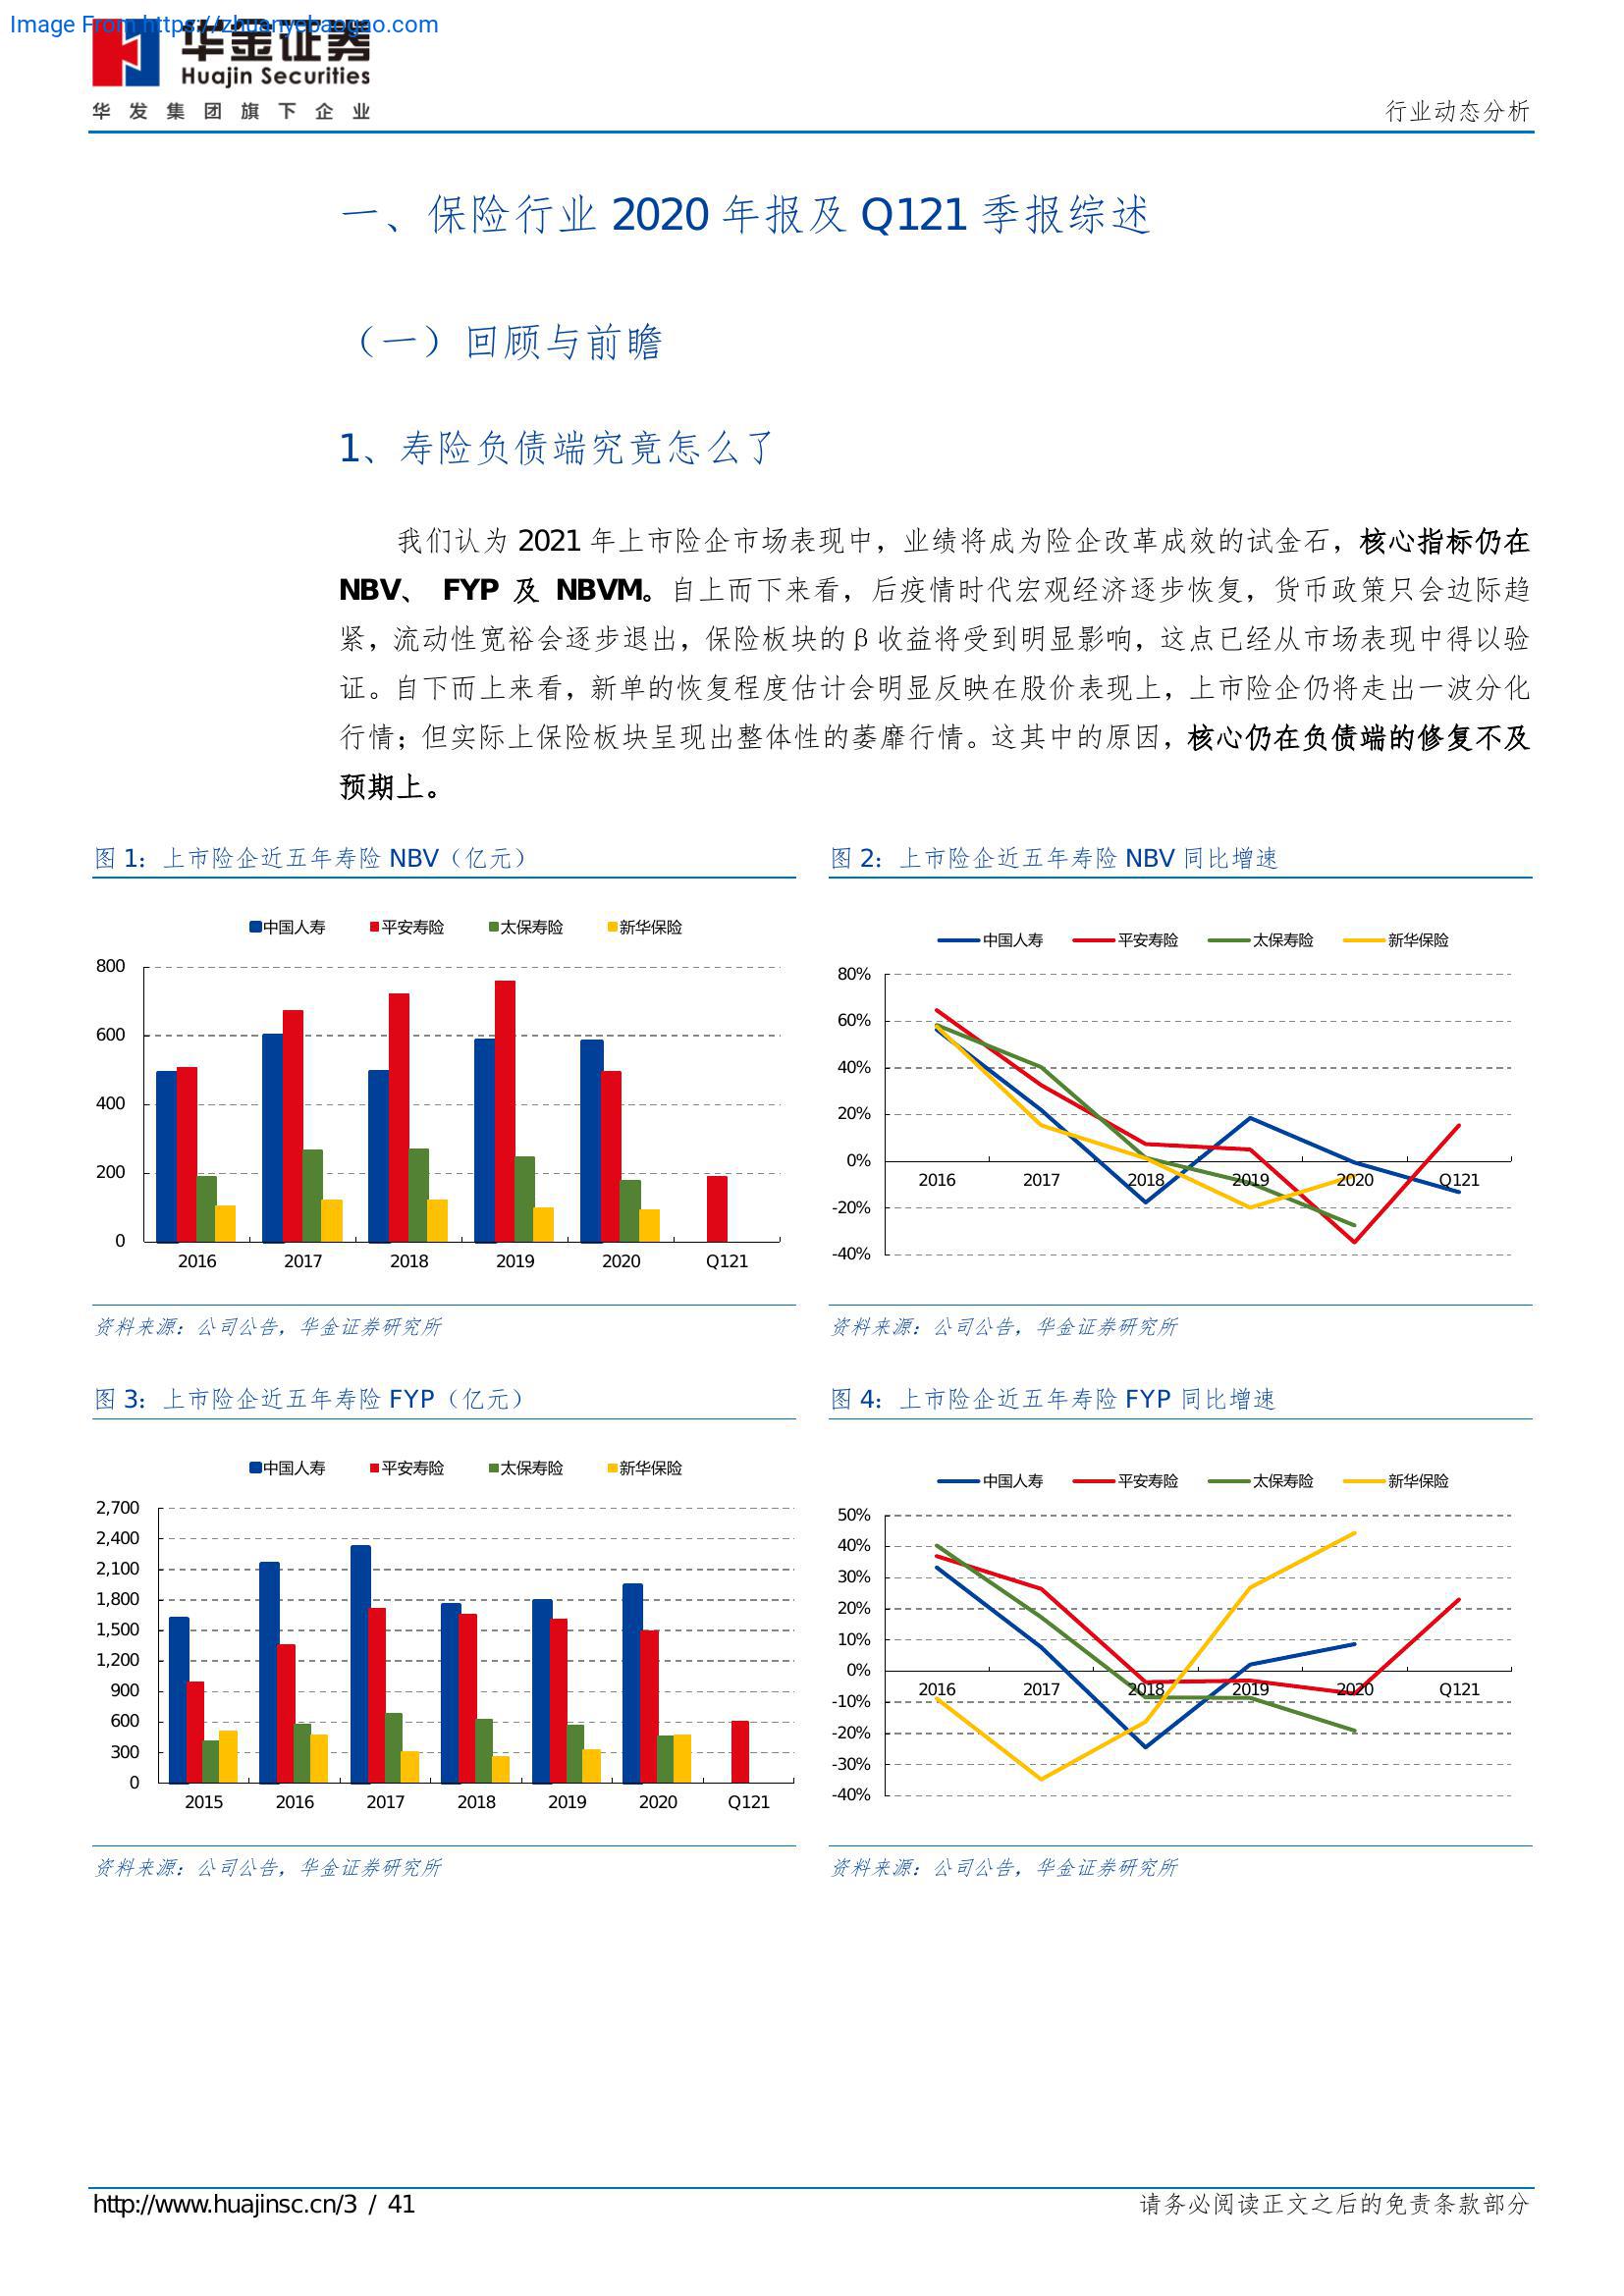 Image From https://zhuanyebaogao.com
华金证券
Huajin Securities
华发集团旗下企业
行业动态分析
一、保险行业 2020 年报及 Q121 季报综述
（一）回顾与前瞻
1、寿险负债端究竟怎么了
我们认为 2021 年上市险企市场表现中，业绩将成为险企改革成效的试金石，核心指标仍在
NBV、 FYP 及 NBVM。自上而下来看，后疫情时代宏观经济逐步恢复，货币政策只会边际趋
紧，流动性宽裕会逐步退出，保险板块的 β 收益将受到明显影响，这点已经从市场表现中得以验
证。自下而上来看，新单的恢复程度估计会明显反映在股价表现上，上市险企仍将走出一波分化
行情；但实际上保险板块呈现出整体性的萎靡行情。这其中的原因，核心仍在负债端的修复不及
预期上。
图 1：上市险企近五年寿险 NBV（亿元）
中国人寿 平安寿险 太保寿险 新华保险
800
600
400
200
0
2016 2017 2018 2019 2020 Q121
资料来源：公司公告，华金证券研究所
图 2：上市险企近五年寿险 NBV 同比增速
中国人寿 平安寿险 太保寿险 新华保险
80%
60%
40%
20%
0%
2016 2017 2018 2019 2020 Q121
-20%
-40%
资料来源：公司公告，华金证券研究所
图 3：上市险企近五年寿险 FYP（亿元）
中国人寿 平安寿险 太保寿险 新华保险
2,700
2,400
2,100
1,800
1,500
1,200
900
600
300
0
2015 2016 2017 2018 2019 2020 Q121
资料来源：公司公告，华金证券研究所
图 4：上市险企近五年寿险 FYP 同比增速
中国人寿 平安寿险 太保寿险 新华保险
50%
40%
30%
20%
10%
0%
2016 2017 2018 2019 2020 Q121
-10%
-20%
-30%
-40%
资料来源：公司公告，华金证券研究所
http://www.huajinsc.cn/3 / 41
请务必阅读正文之后的免责条款部分